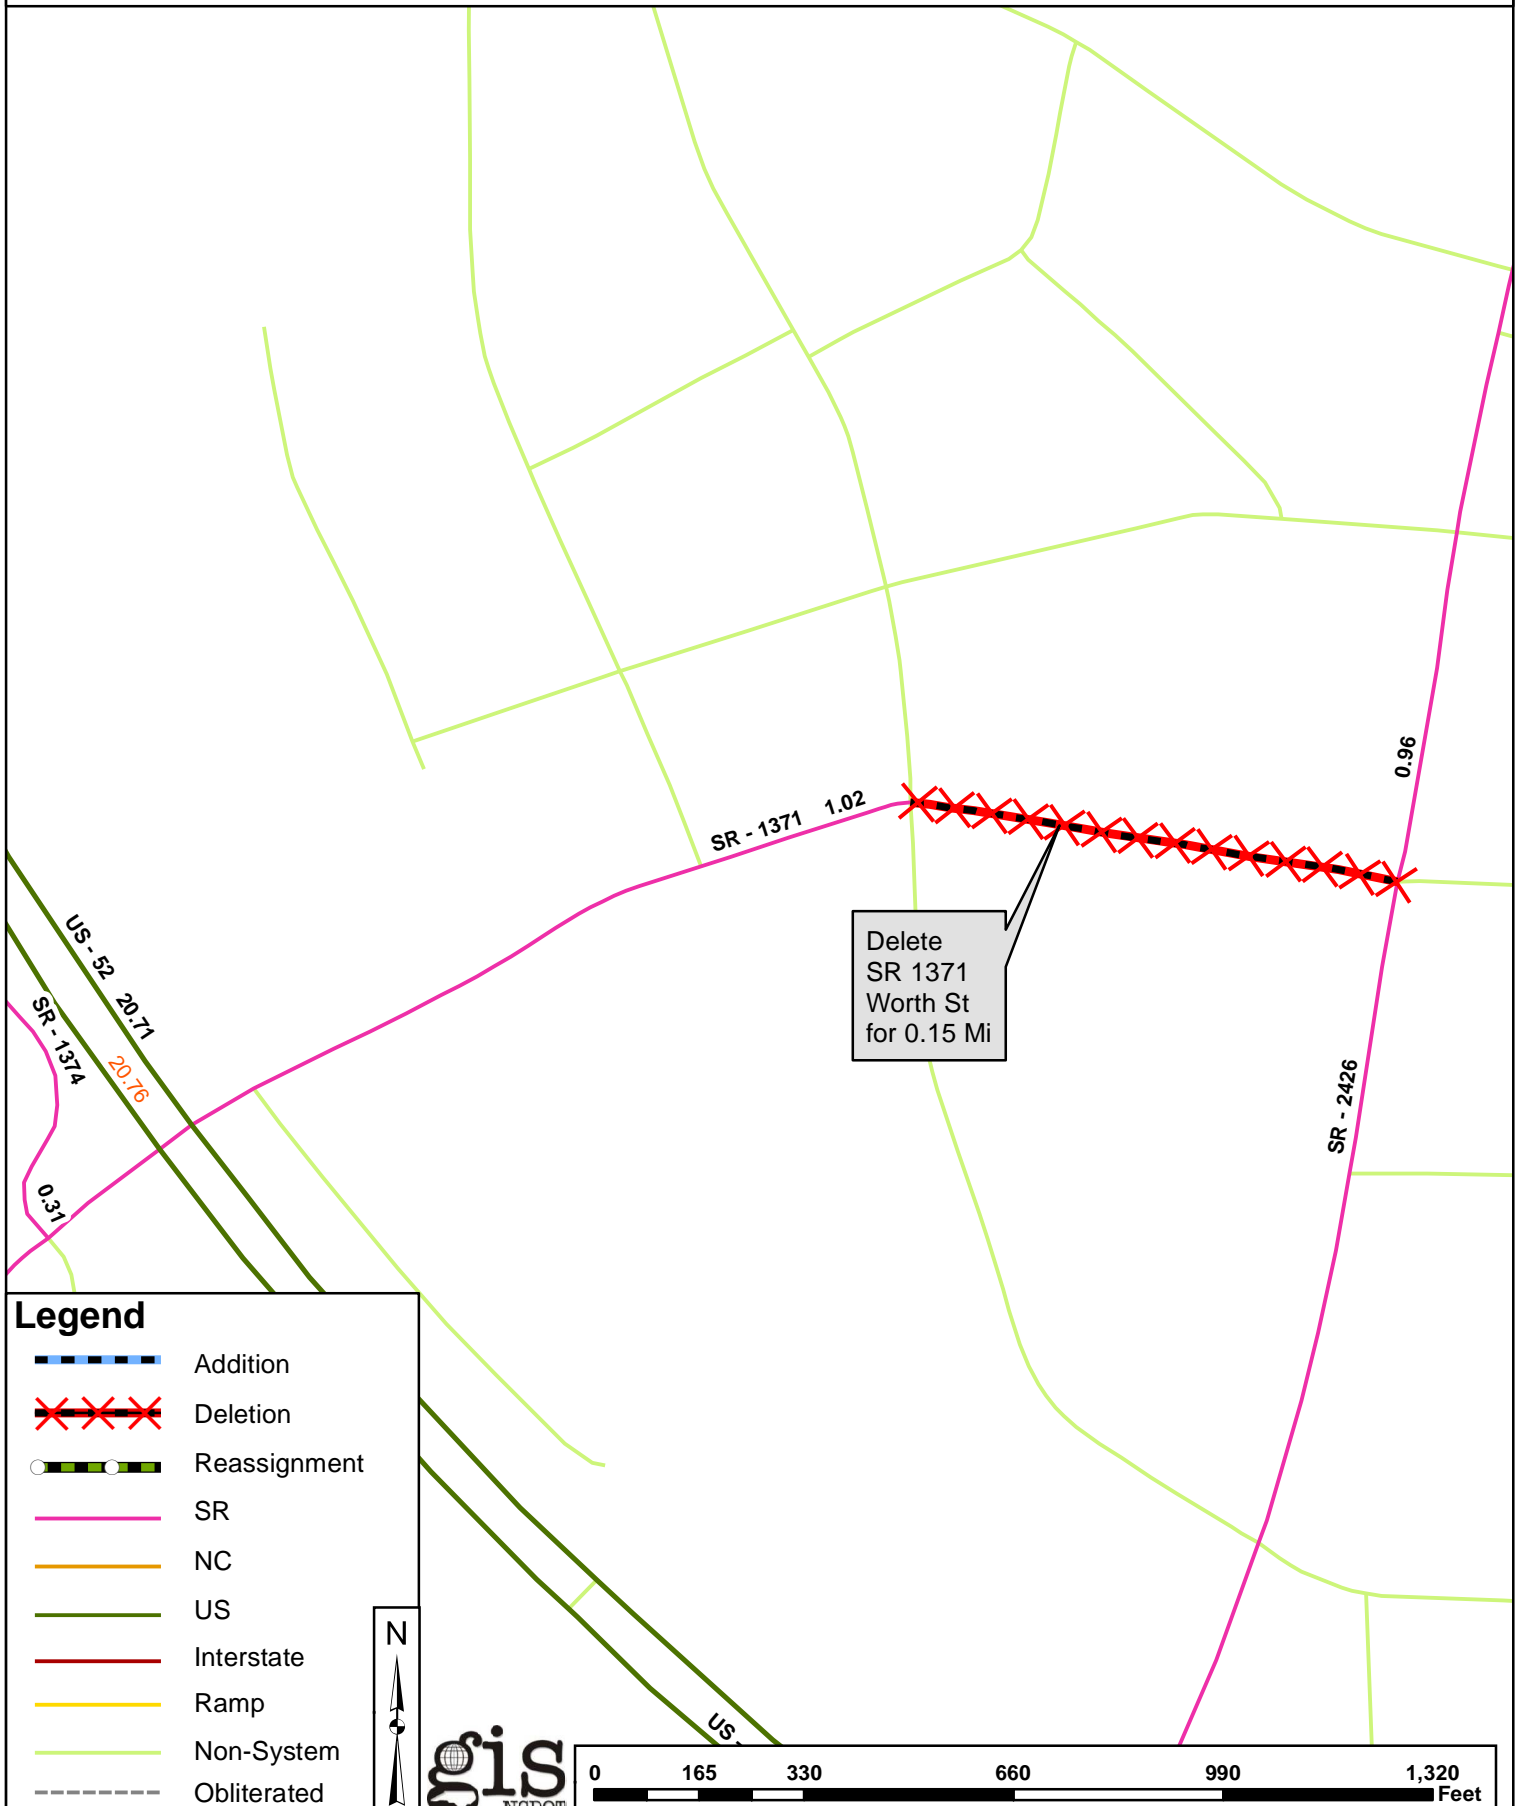 0.96
SR - 1371 1.02
US - 52 20.71
Delete
SR 1371
Worth St
for 0.15 Mi
SR - 1374
20.76
SR - 2426
0.31
Legend
Addition
Deletion
Reassignment
SR
NC
US
Interstate
Ramp
Non-System
Obliterated
N
US -
gis
0 165 330 660 990 1,320
Feet